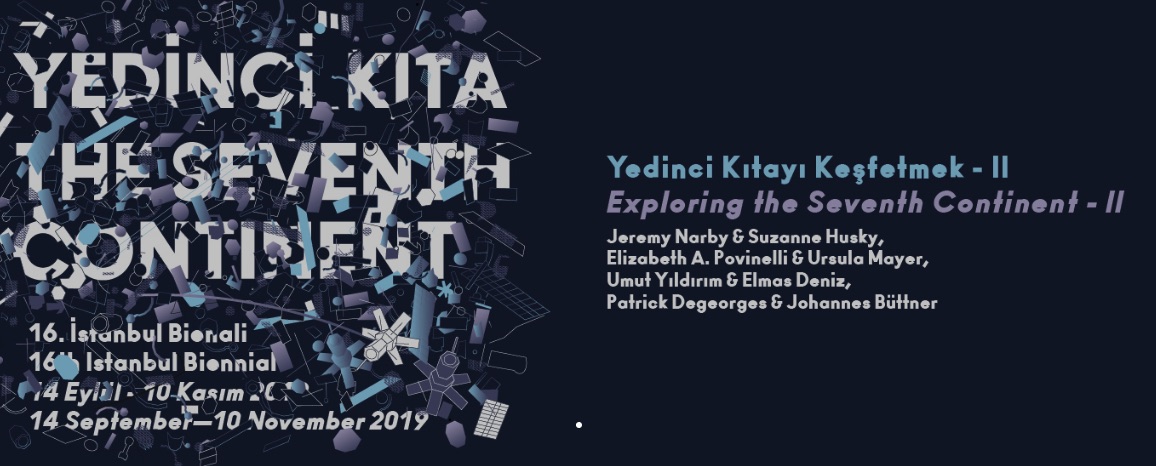 YEDİNCİ KITA
THE SEVENTH
CONTINENT
16. İstanbul Bienali
16th Istanbul Biennial
14 Eylül - 10 Kasım
14 September—10 November 2019
Yedinci Kıtayı Keşfetmek - II
Exploring the Seventh Continent - II
Jeremy Narby & Suzanne Husky,
Elizabeth A. Povinelli & Ursula Mayer,
Umut Yıldırım & Elmas Deniz,
Patrick Degeorges & Johannes Büttner